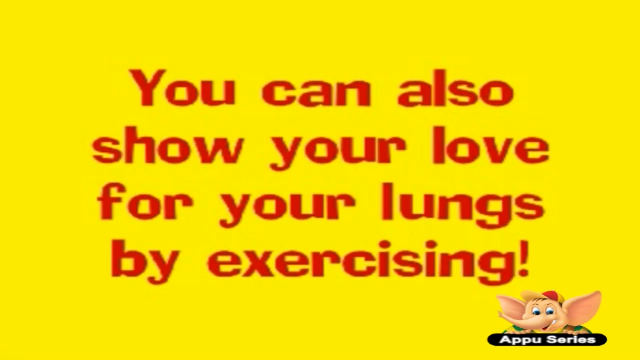 You can also
show your love
for your lungs
by exercising!
Appu Series